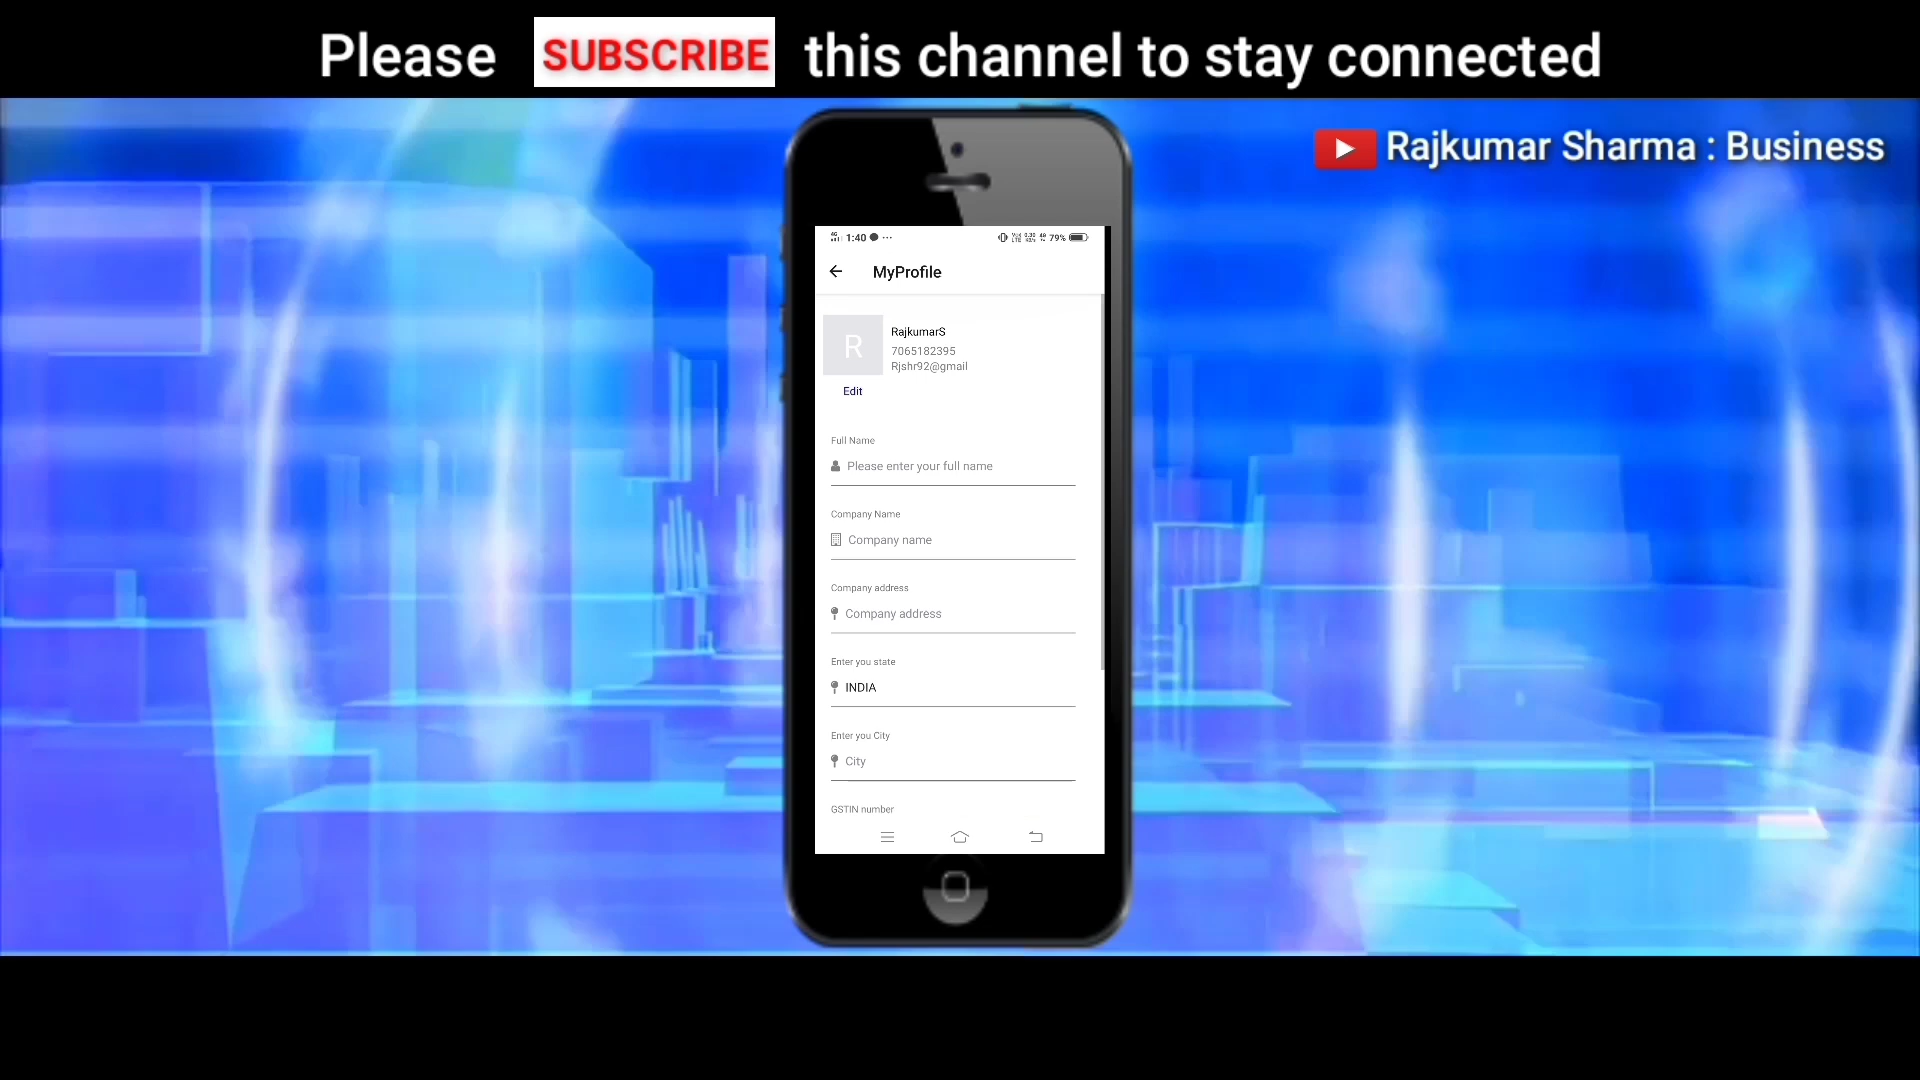 Please SUBSCRIBE this channel to stay connected
Rajkumar Sharma : Business
1:40
79%
MyProfile
R
RajkumarS
7065182395
Rjshr92@gmail
Edit
Full Name
Please enter your full name
Company Name
Company name
Company address
Company address
Enter you state
INDIA
Enter you City
City
GSTIN number